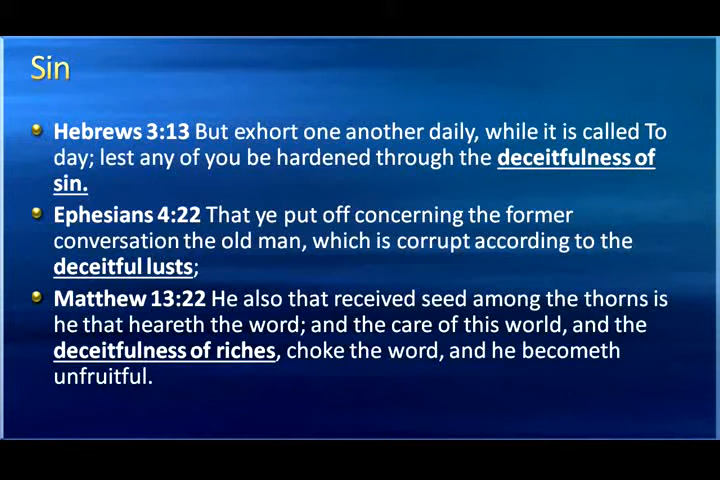 Sin
Hebrews 3:13 But exhort one another daily, while it is called To
day; lest any of you be hardened through the deceitfulness of
sin.
Ephesians 4:22 That ye put off concerning the former
conversation the old man, which is corrupt according to the
deceitful lusts;
Matthew 13:22 He also that received seed among the thorns is
he that heareth the word; and the care of this world, and the
deceitfulness of riches, choke the word, and he becometh
unfruitful.